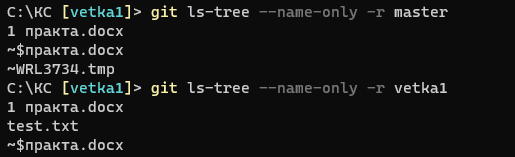 C:\КС [vetka1]> git ls-tree --name-only -r master
1 практа.docx
~$практа.docx
~WRL3734.tmp
C:\КС [vetka1]> git ls-tree --name-only -r vetka1
1 практа.docx
test.txt
~$практа.docx